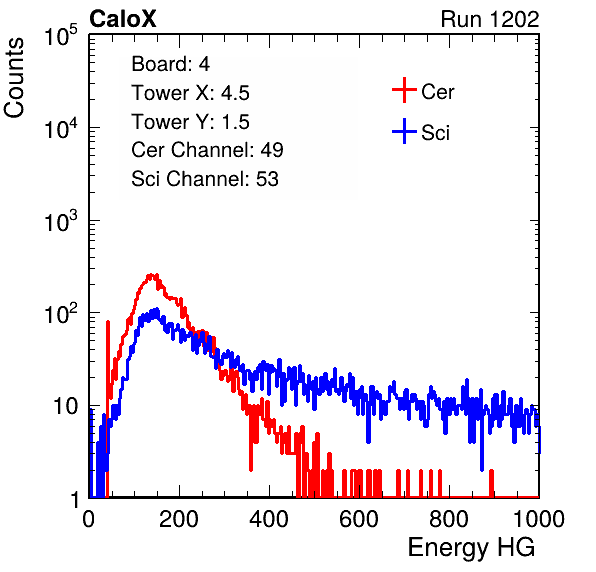 CaloX Run 1202
Counts
Board: 4
Tower X: 4.5
Tower Y: 1.5
Cer Channel: 49
Sci Channel: 53
Cer
Sci
10^5
10^4
10^3
10^2
10
1
0 200 400 600 800 1000
Energy HG